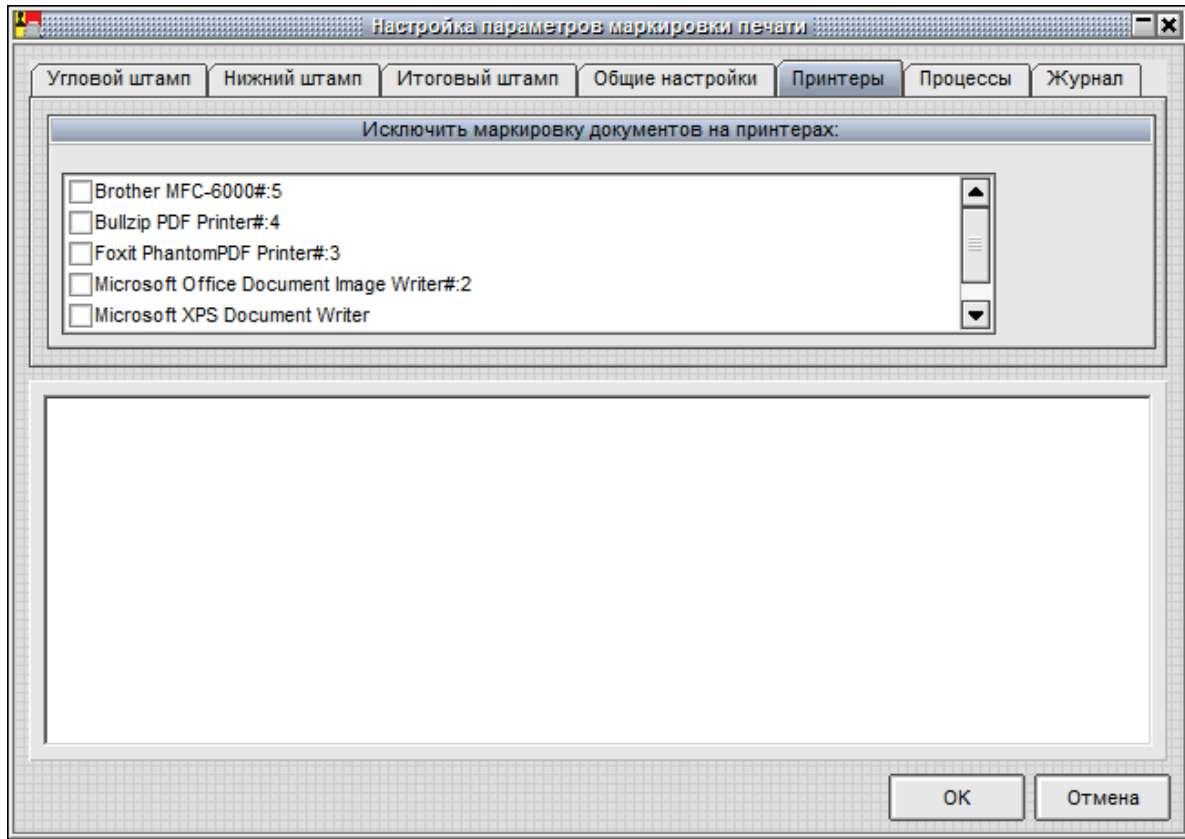 Настройка параметров маркировки печати
Угловой штамп Нижний штамп Итоговый штамп Общие настройки Принтеры Процессы Журнал
Исключить маркировку документов на принтерах:
Brother MFC-6000#:5
Bullzip PDF Printer#:4
Foxit PhantomPDF Printer#:3
Microsoft Office Document Image Writer#:2
Microsoft XPS Document Writer
OK Отмена